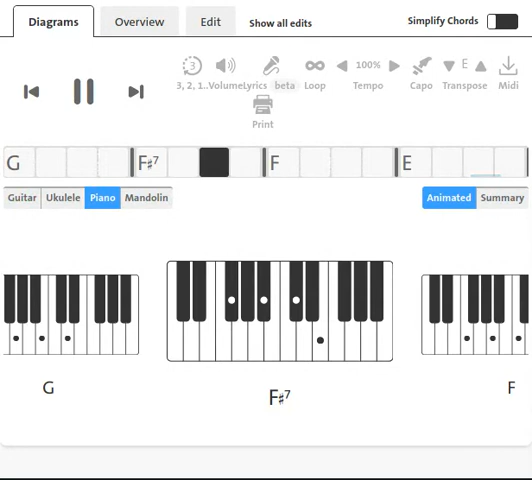 Diagrams Overview Edit Show all edits Simplify Chords
3 100% E
3, 2, 1.. Volume Lyrics beta Loop Tempo Capo Transpose Midi
Print
G F♯7 F E
Guitar Ukulele Piano Mandolin Animated Summary
G F♯7 F